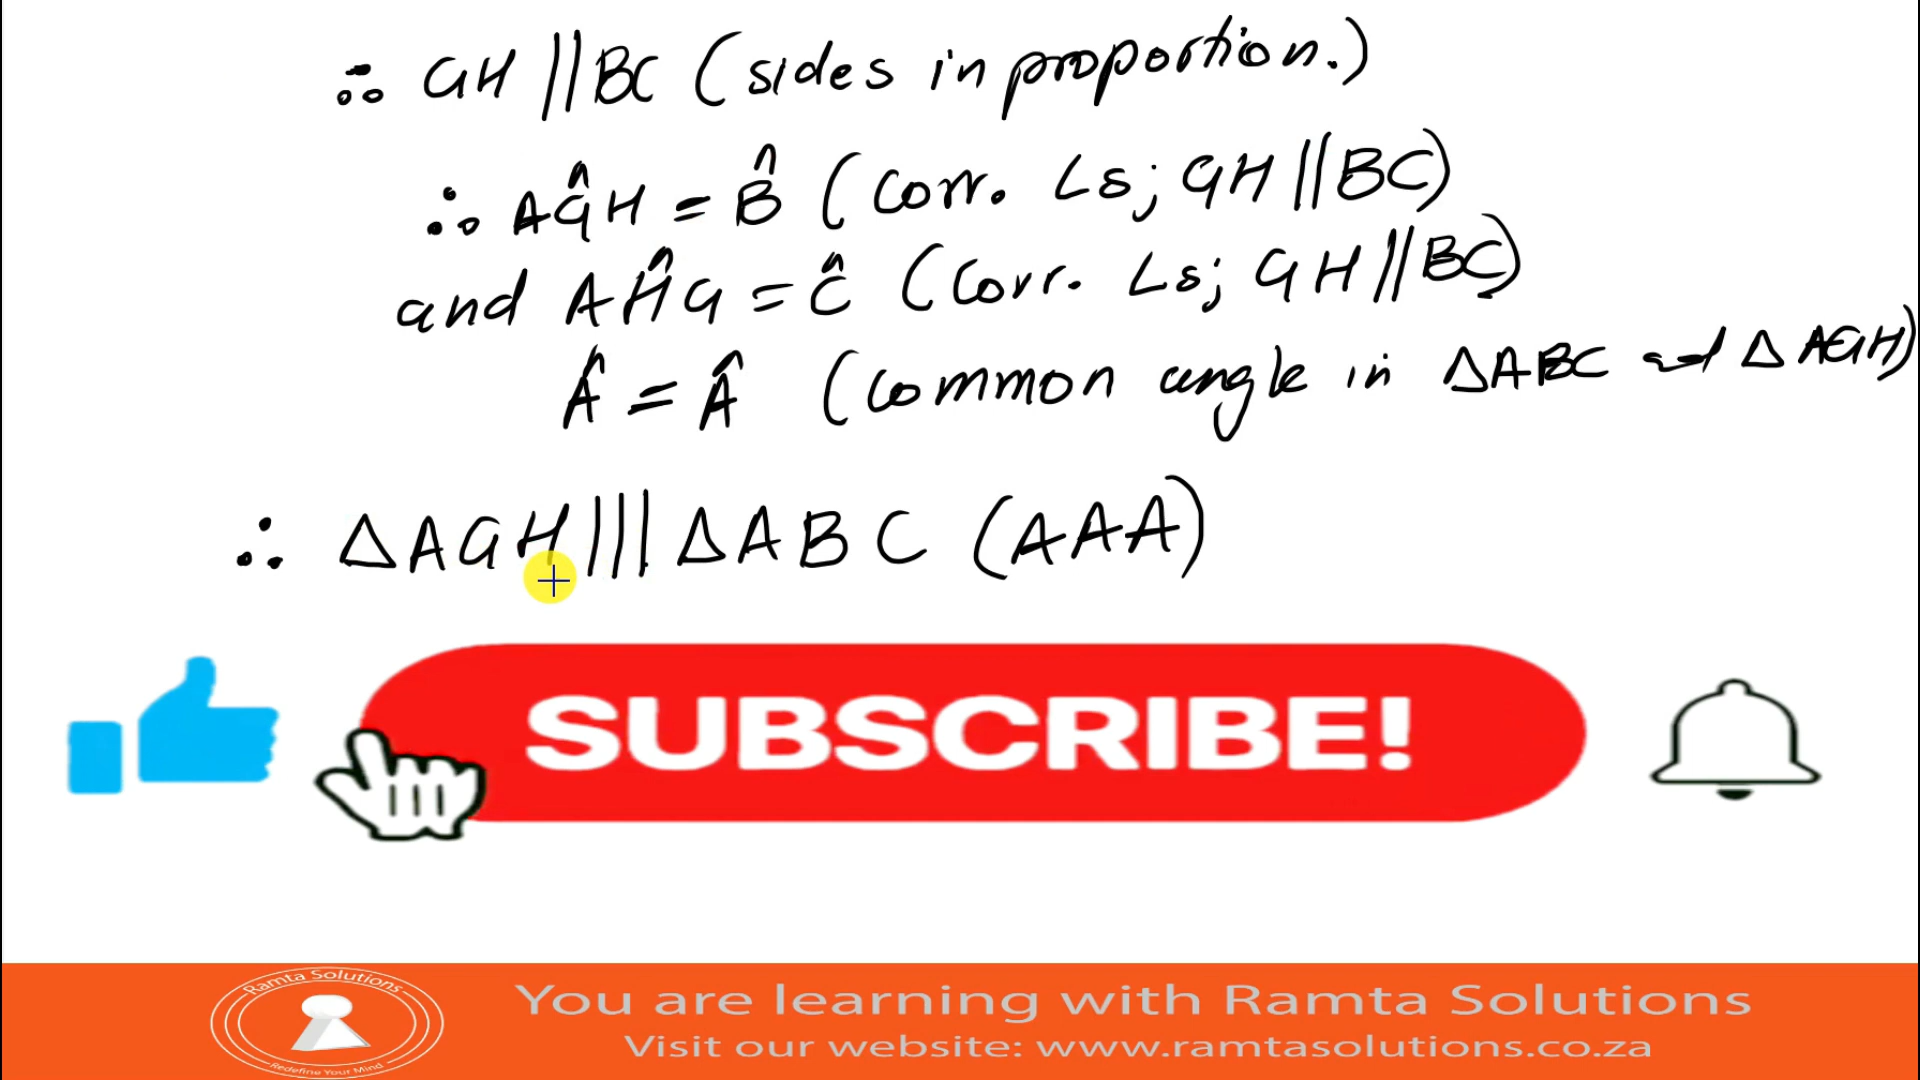 ∴ GH || BC (sides in proportion.)
∴ AĜH = B̂ (corr. ∠s; GH || BC)
and AĤG = Ĉ (corr. ∠s; GH || BC)
Â = Â (common angle in ΔABC and ΔAGH)
∴ ΔAGH ||| ΔABC (AAA)
SUBSCRIBE!
Ramta Solutions
Redefine Your Mind
You are learning with Ramta Solutions
Visit our website: www.ramtasolutions.co.za